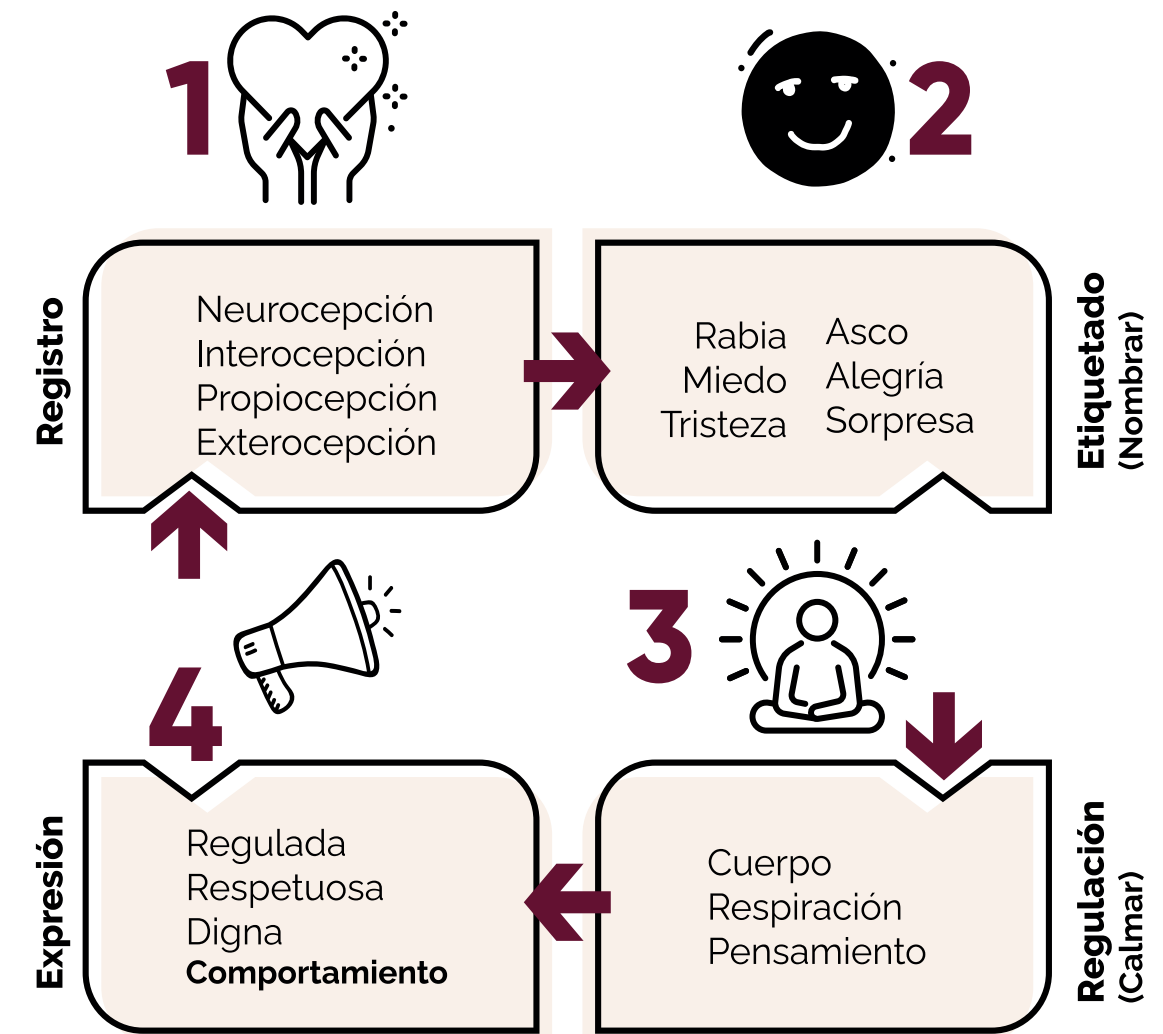 1
Registro
Neurocepción
Interocepción
Propiocepción
Exterocepción
2
Etiquetado
(Nombrar)
Rabia
Miedo
Tristeza
Asco
Alegría
Sorpresa
3
Regulación
(Calmar)
Cuerpo
Respiración
Pensamiento
4
Expresión
Regulada
Respetuosa
Digna
Comportamiento